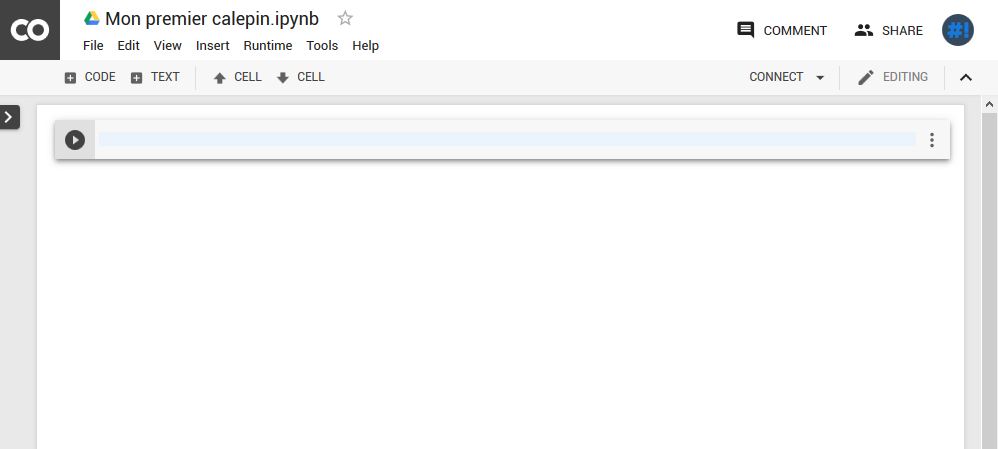 CO
Mon premier calepin.ipynb
File Edit View Insert Runtime Tools Help
COMMENT SHARE #!
CODE TEXT CELL CELL CONNECT EDITING